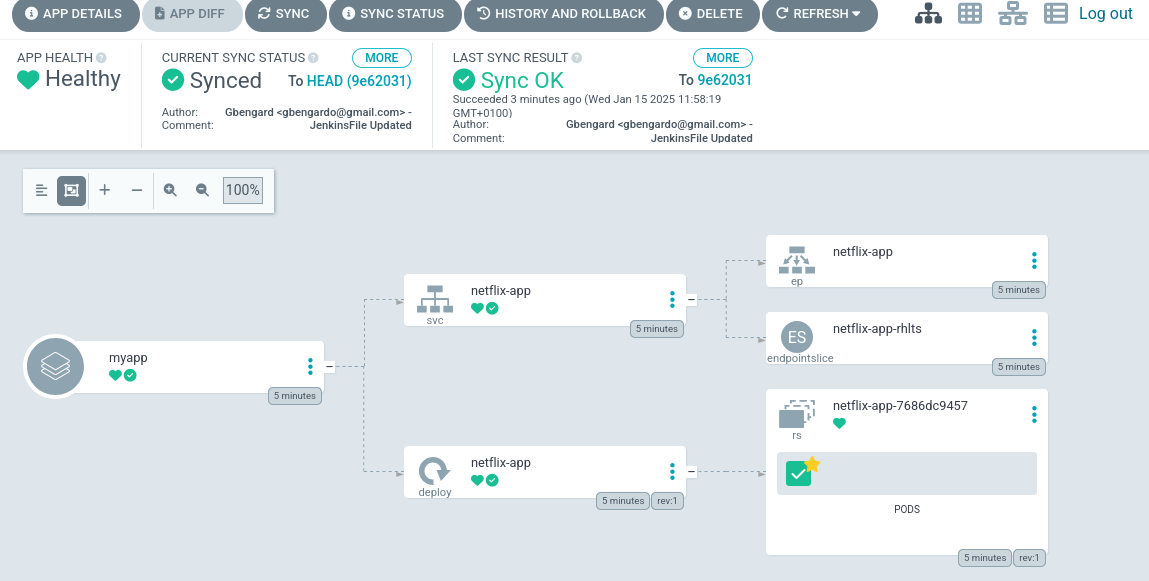 APP DETAILS
APP DIFF
SYNC
SYNC STATUS
HISTORY AND ROLLBACK
DELETE
REFRESH
Log out
APP HEALTH
Healthy
CURRENT SYNC STATUS
MORE
Synced
To HEAD (9e62031)
Author: Gbengard <gbengardo@gmail.com> -
Comment: JenkinsFile Updated
LAST SYNC RESULT
MORE
Sync OK
To 9e62031
Succeeded 3 minutes ago (Wed Jan 15 2025 11:58:19
GMT+0100)
Author: Gbengard <gbengardo@gmail.com> -
Comment: JenkinsFile Updated
100%
myapp
5 minutes
netflix-app
svc
5 minutes
netflix-app
deploy
5 minutes
rev:1
netflix-app
ep
5 minutes
ES
netflix-app-rhlts
endpointslice
5 minutes
netflix-app-7686dc9457
rs
PODS
5 minutes
rev:1